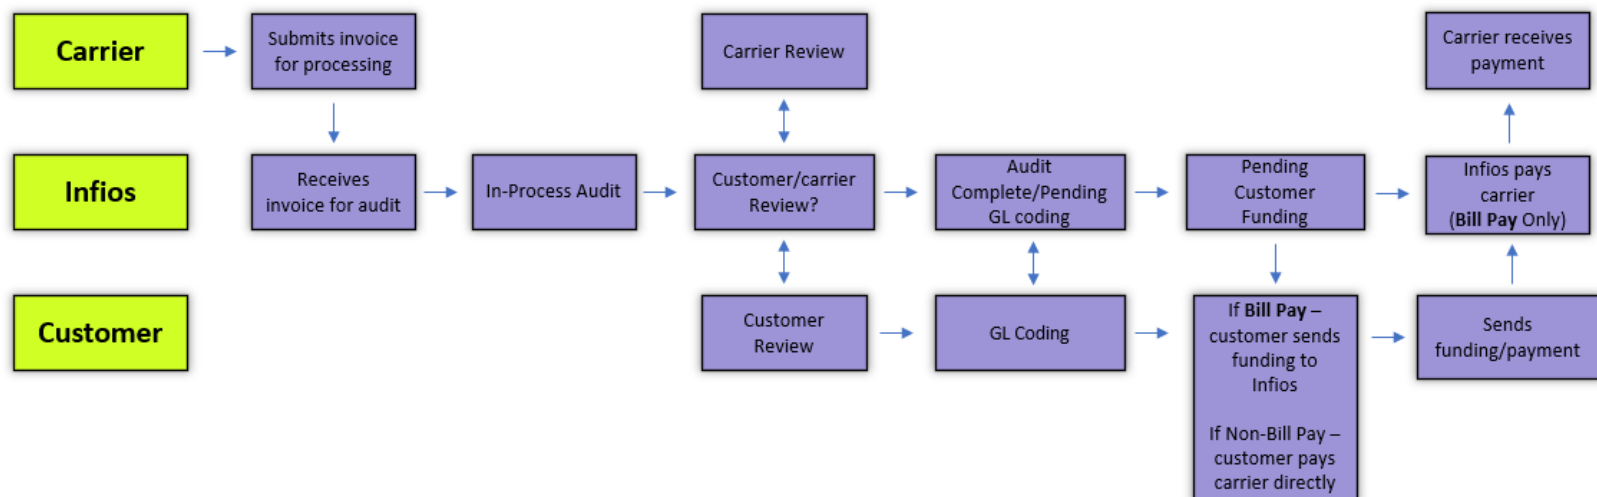 Carrier
Submits invoice
for processing
Carrier Review
Carrier receives
payment
Infios
Receives
invoice for audit
In-Process Audit
Customer/carrier
Review?
Audit
Complete/Pending
GL coding
Pending
Customer
Funding
Infios pays
carrier
(Bill Pay Only)
Customer
Customer
Review
GL Coding
If Bill Pay –
customer sends
funding to
Infios
If Non-Bill Pay –
customer pays
carrier directly
Sends
funding/payment